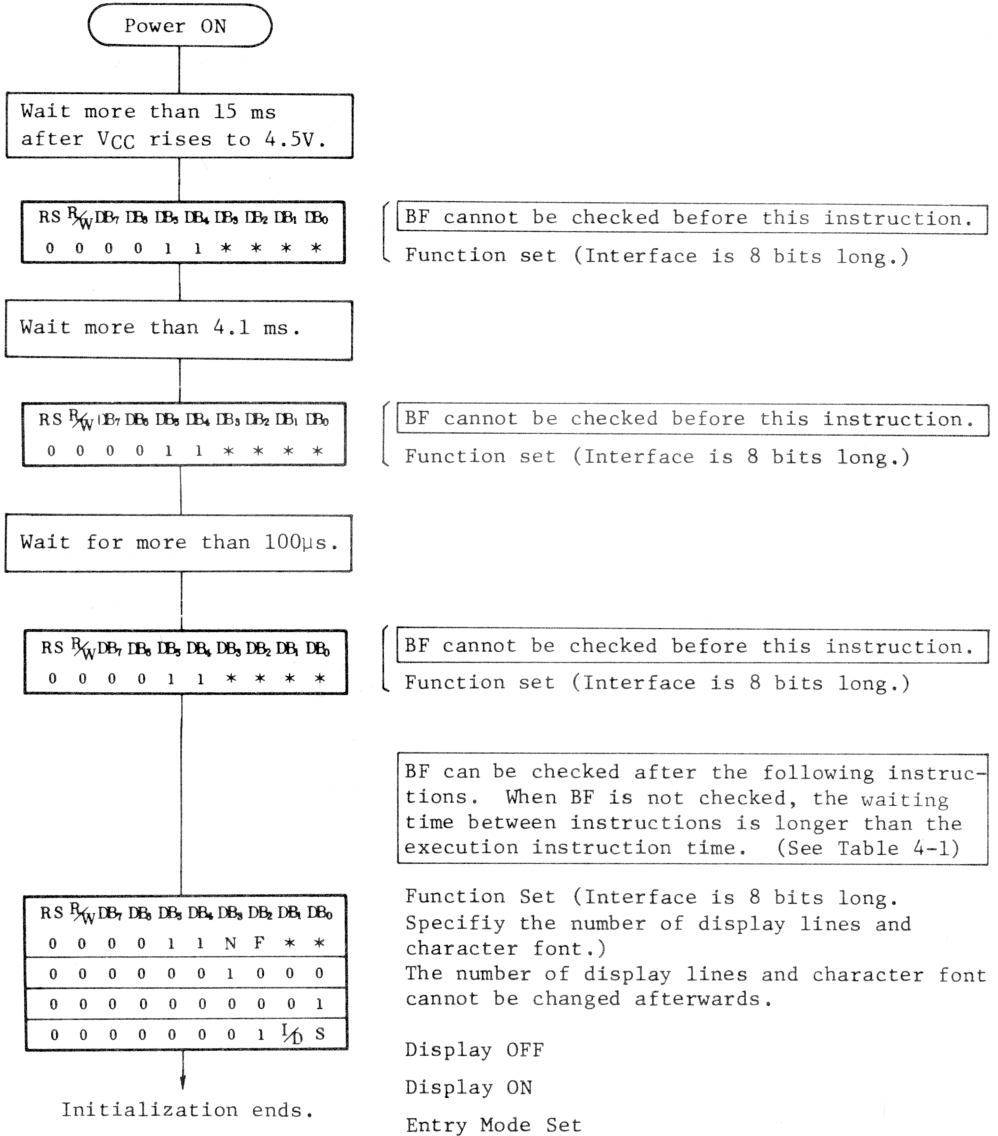 Power ON
Wait more than 15 ms
after VCC rises to 4.5V.
RS R/W DB7 DB6 DB5 DB4 DB3 DB2 DB1 DB0
0 0 0 0 1 1 * * * *
BF cannot be checked before this instruction.
Function set (Interface is 8 bits long.)
Wait more than 4.1 ms.
RS R/W DB7 DB6 DB5 DB4 DB3 DB2 DB1 DB0
0 0 0 0 1 1 * * * *
BF cannot be checked before this instruction.
Function set (Interface is 8 bits long.)
Wait for more than 100μs.
RS R/W DB7 DB6 DB5 DB4 DB3 DB2 DB1 DB0
0 0 0 0 1 1 * * * *
BF cannot be checked before this instruction.
Function set (Interface is 8 bits long.)
BF can be checked after the following instruc-
tions. When BF is not checked, the waiting
time between instructions is longer than the
execution instruction time. (See Table 4-1)
RS R/W DB7 DB6 DB5 DB4 DB3 DB2 DB1 DB0
0 0 0 0 1 1 N F * *
0 0 0 0 0 0 1 0 0 0
0 0 0 0 0 0 0 0 0 1
0 0 0 0 0 0 0 1 I/D S
Function Set (Interface is 8 bits long.
Specifiy the number of display lines and
character font.)
The number of display lines and character font
cannot be changed afterwards.
Display OFF
Display ON
Entry Mode Set
Initialization ends.